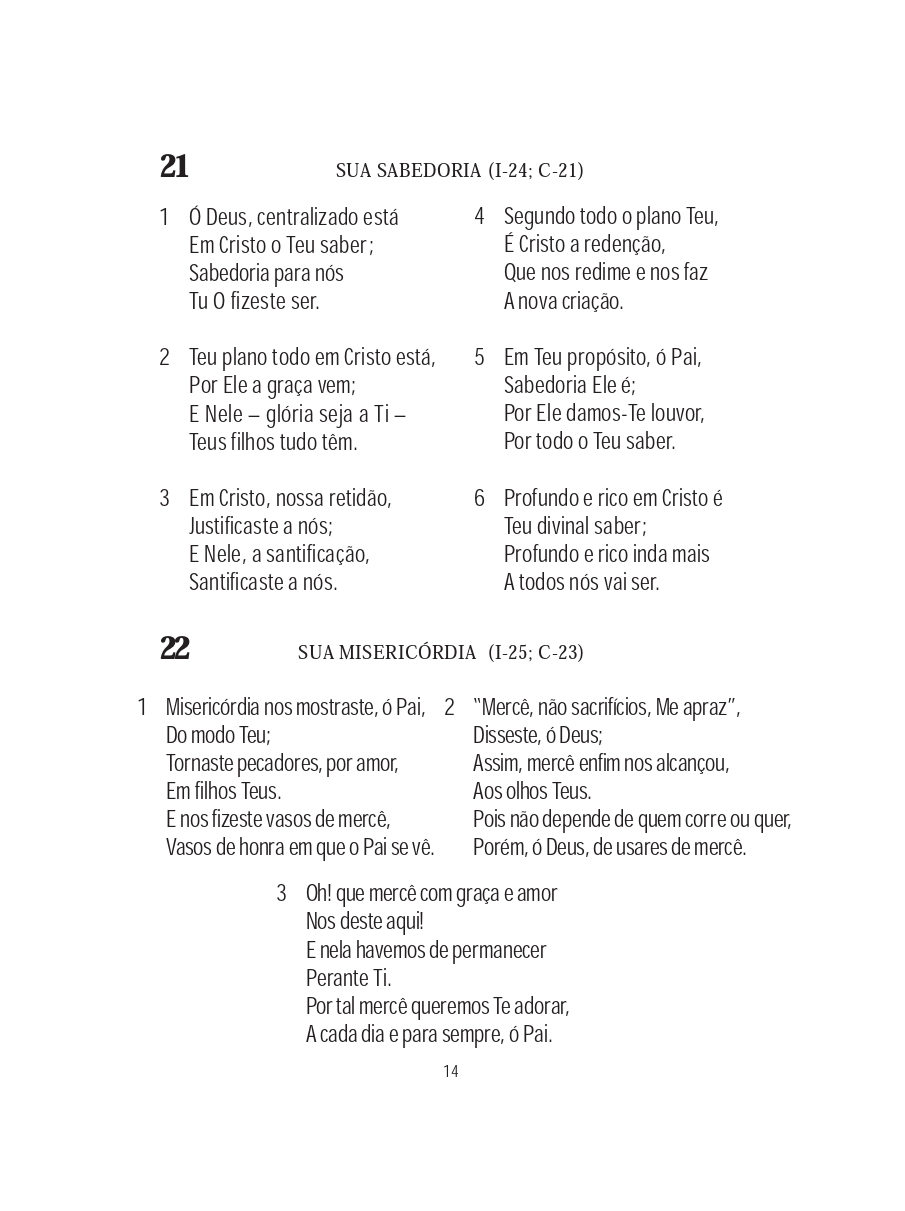 21 SUA SABEDORIA (I-24; C-21)
1 Ó Deus, centralizado está
Em Cristo o Teu saber;
Sabedoria para nós
Tu O fizeste ser.
2 Teu plano todo em Cristo está,
Por Ele a graça vem;
E Nele – glória seja a Ti –
Teus filhos tudo têm.
3 Em Cristo, nossa retidão,
Justificaste a nós;
E Nele, a santificação,
Santificaste a nós.
4 Segundo todo o plano Teu,
É Cristo a redenção,
Que nos redime e nos faz
A nova criação.
5 Em Teu propósito, ó Pai,
Sabedoria Ele é;
Por Ele damos-Te louvor,
Por todo o Teu saber.
6 Profundo e rico em Cristo é
Teu divinal saber;
Profundo e rico inda mais
A todos nós vai ser.
22 SUA MISERICÓRDIA (I-25; C-23)
1 Misericórdia nos mostraste, ó Pai,
Do modo Teu;
Tornaste pecadores, por amor,
Em filhos Teus.
E nos fizeste vasos de mercê,
Vasos de honra em que o Pai se vê.
2 “Mercê, não sacrifícios, Me apraz”,
Disseste, ó Deus;
Assim, mercê enfim nos alcançou,
Aos olhos Teus.
Pois não depende de quem corre ou quer,
Porém, ó Deus, de usares de mercê.
3 Oh! que mercê com graça e amor
Nos deste aqui!
E nela havemos de permanecer
Perante Ti.
Por tal mercê queremos Te adorar,
A cada dia e para sempre, ó Pai.
14